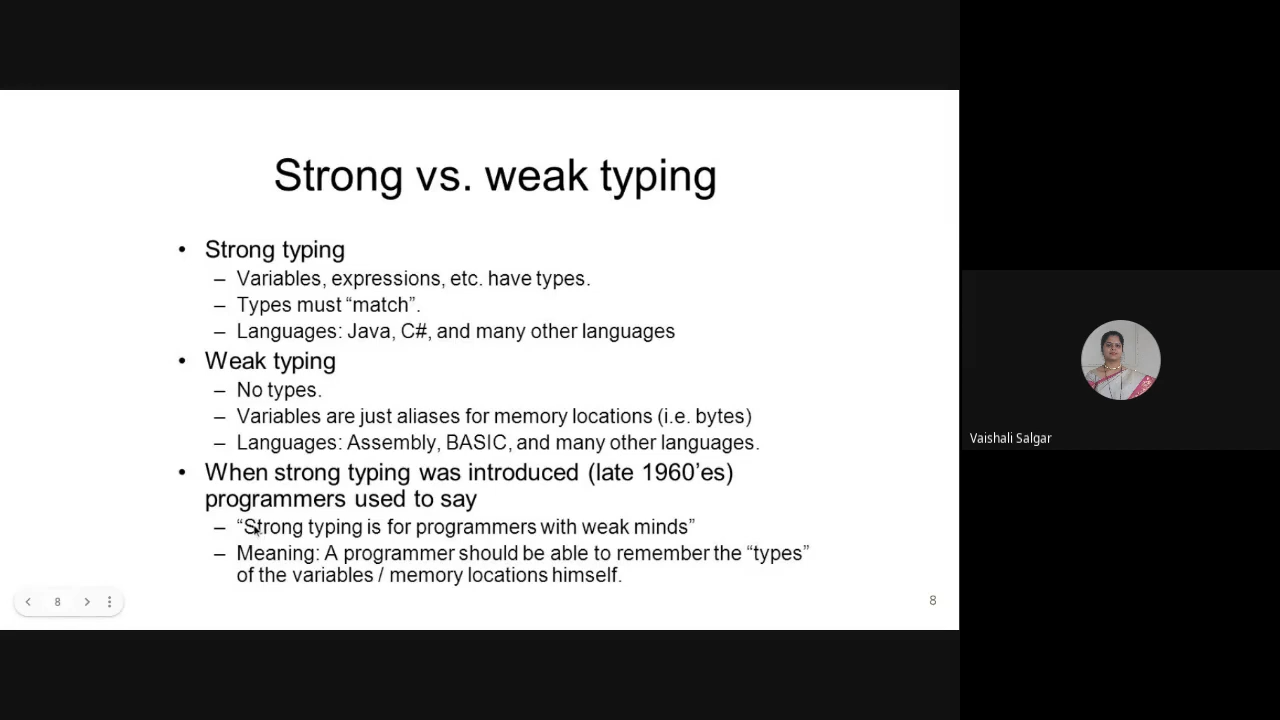 Strong vs. weak typing
• Strong typing
– Variables, expressions, etc. have types.
– Types must “match”.
– Languages: Java, C#, and many other languages
• Weak typing
– No types.
– Variables are just aliases for memory locations (i.e. bytes)
– Languages: Assembly, BASIC, and many other languages.
• When strong typing was introduced (late 1960’es)
programmers used to say
– “Strong typing is for programmers with weak minds”
– Meaning: A programmer should be able to remember the “types”
of the variables / memory locations himself.
8
8
Vaishali Salgar